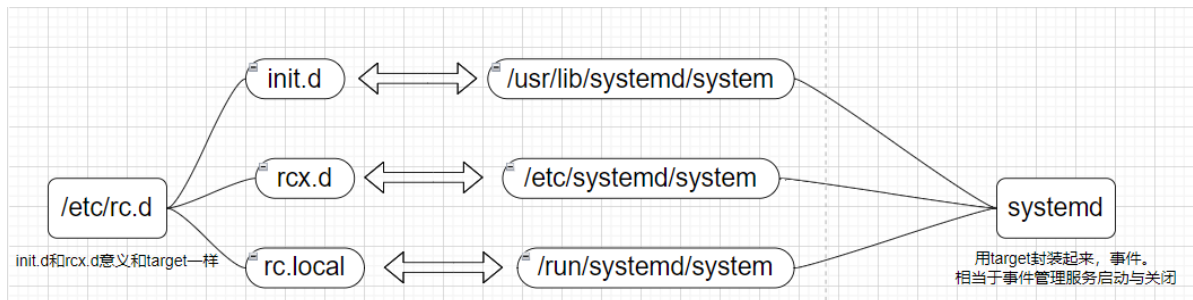 init.d
/usr/lib/systemd/system
rcx.d
/etc/systemd/system
/etc/rc.d
systemd
init.d和rcx.d意义和target一样
rc.local
/run/systemd/system
用target封装起来，事件。
相当于事件管理服务启动与关闭